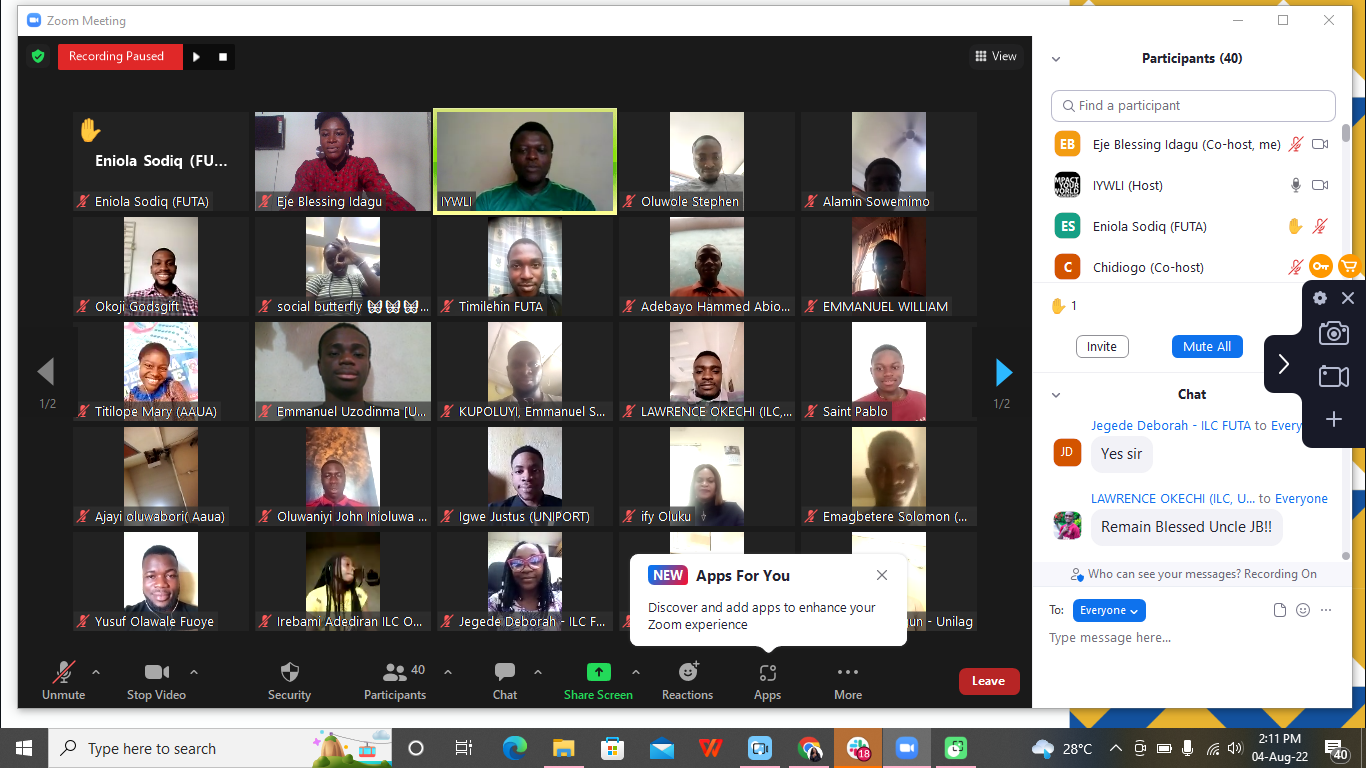 Zoom Meeting
Recording Paused
View
Eniola Sodiq (FU...
Eniola Sodiq (FUTA)
Eje Blessing Idagu
IYWLI
Oluwole Stephen
Alamin Sowemimo
Okoji Godsgift
social butterfly 🦋🦋🦋...
Timilehin FUTA
Adebayo Hammed Abio...
EMMANUEL WILLIAM
Titilope Mary (AAUA)
Emmanuel Uzodinma [U...
KUPOLUYI, Emmanuel S...
LAWRENCE OKECHI (ILC,...
Saint Pablo
1/2
1/2
Ajayi oluwabori( Aaua)
Oluwaniyi John Inioluwa ...
Igwe Justus (UNIPORT)
ify Oluku
Emagbetere Solomon (...
Yusuf Olawale Fuoye
Irebami Adediran ILC O...
Jegede Deborah - ILC F...
un - Unilag
NEW Apps For You
Discover and add apps to enhance your
Zoom experience
Unmute
Stop Video
Security
Participants
40
Chat
Share Screen
Reactions
Apps
More
Leave
Participants (40)
Find a participant
EB
Eje Blessing Idagu (Co-host, me)
MPACT YOUR WORLD
IYWLI (Host)
ES
Eniola Sodiq (FUTA)
C
Chidiogo (Co-host)
1
Invite
Mute All
Chat
Jegede Deborah - ILC FUTA to Every
JD
Yes sir
LAWRENCE OKECHI (ILC, U... to Everyone
Remain Blessed Uncle JB!!
Who can see your messages? Recording On
To: Everyone
Type message here...
Type here to search
18
28°C
2:11 PM
04-Aug-22
40